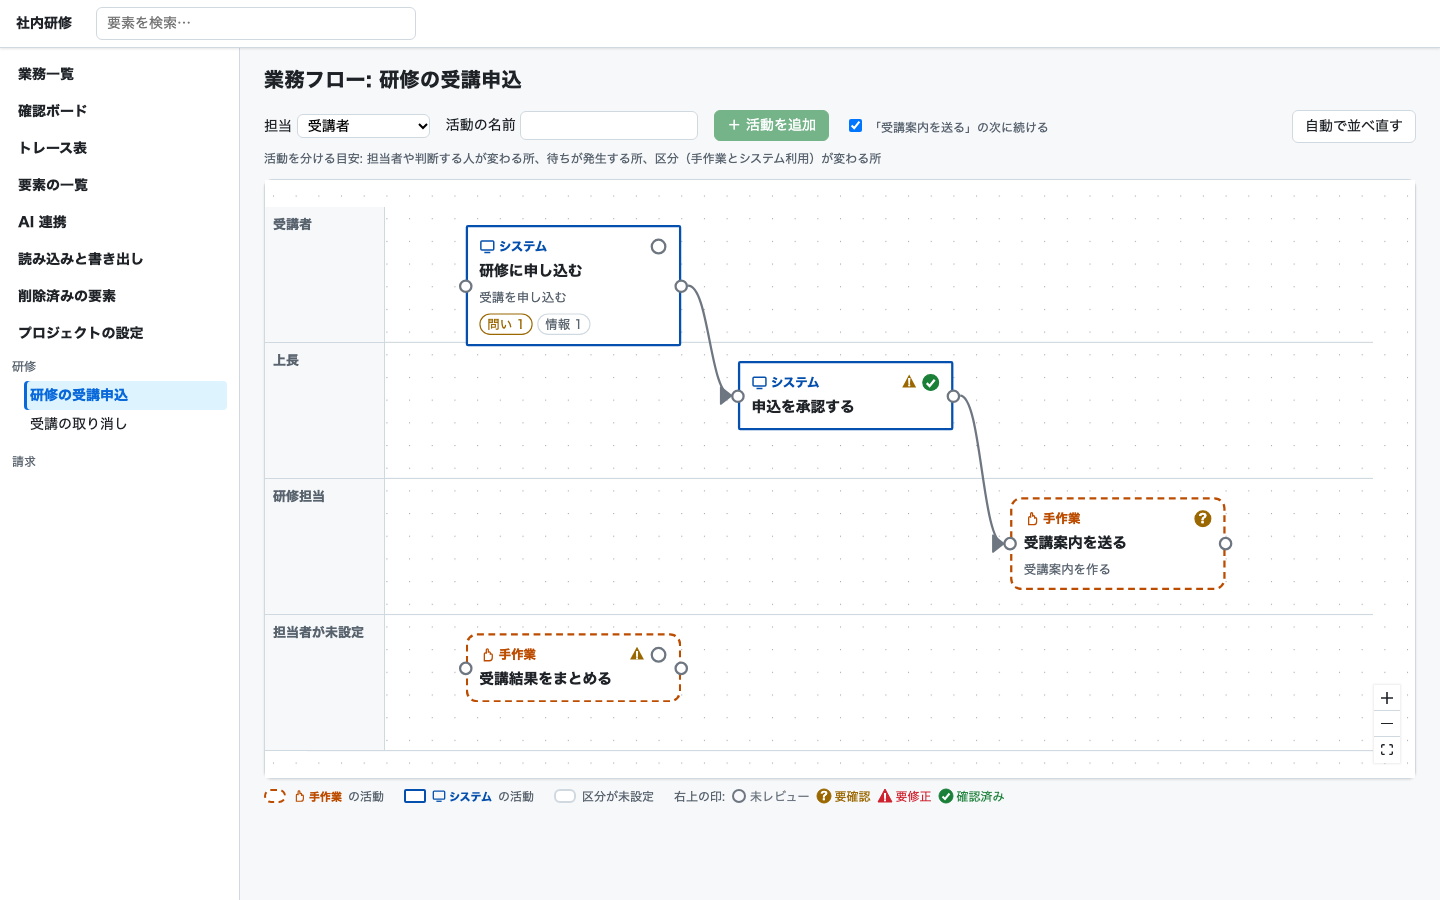 社内研修
要素を検索…
業務一覧
確認ボード
トレース表
要素の一覧
AI 連携
読み込みと書き出し
削除済みの要素
プロジェクトの設定
研修
研修の受講申込
受講の取り消し
請求
業務フロー: 研修の受講申込
担当 受講者 活動の名前 + 活動を追加 「受講案内を送る」の次に続ける 自動で並べ直す
活動を分ける目安: 担当者や判断する人が変わる所、待ちが発生する所、区分（手作業とシステム利用）が変わる所
受講者
システム
研修に申し込む
受講を申し込む
問い 1 情報 1
上長
システム
申込を承認する
研修担当
手作業
受講案内を送る
受講案内を作る
担当者が未設定
手作業
受講結果をまとめる
手作業 の活動 システム の活動 区分が未設定 右上の印: 未レビュー 要確認 要修正 確認済み